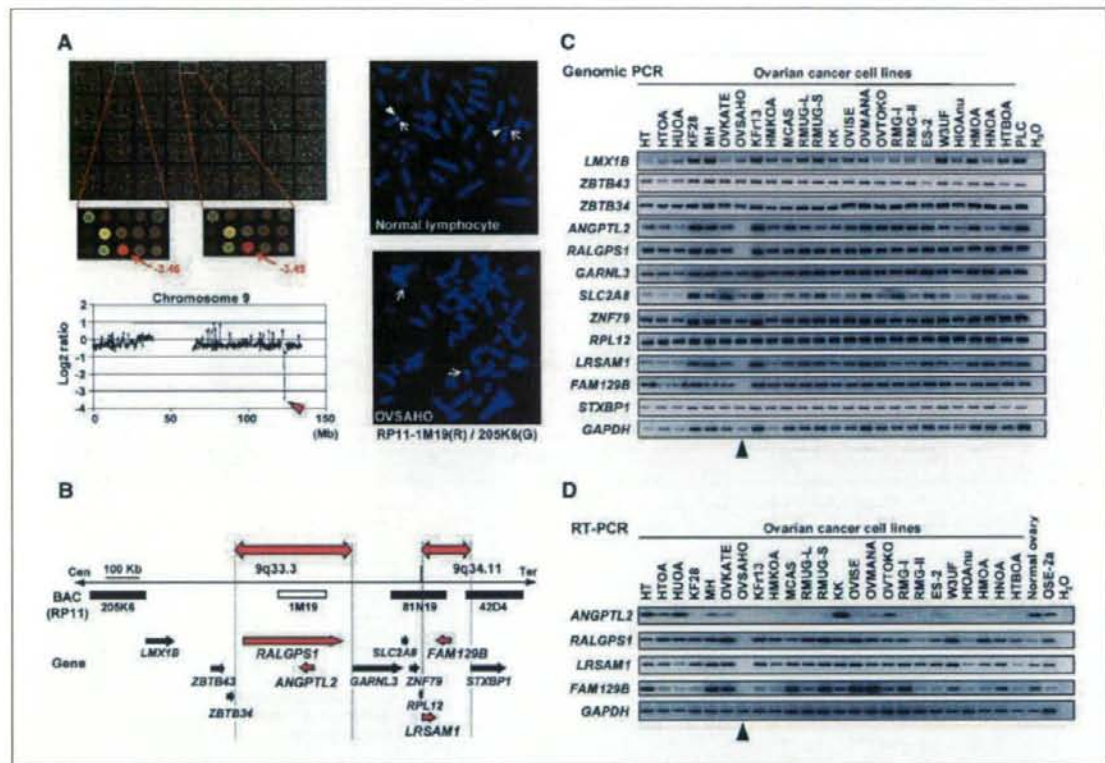 A
-3.46
-3.48
Chromosome 9
Log2 ratio
2
1
0
-1
-2
-3
-4
0
50
100
150
(Mb)
Normal lymphocyte
OVSAHO
RP11-1M19(R) / 205K6(G)
B
100 Kb
Cen
9q33.3
9q34.11
Ter
BAC
(RP11)
205K6
1M19
81N19
42D4
Gene
LMX1B
ZBTB43
ZBTB34
RALGPS1
ANGPTL2
GARNL3
SLC2A8
ZNF79
RPL12
LRSAM1
FAM129B
STXBP1
C
Genomic PCR
Ovarian cancer cell lines
HT
HTOA
HUOA
KF28
MH
OVKATE
OVSAHO
KFr13
HMKOA
MCAS
RMUG-L
RMUG-S
KK
OVISE
OVMANA
OVTOKO
RMG-I
RMG-II
ES-2
W3UF
HIOAnu
HMOA
HNOA
HTBOA
PLC
H2O
LMX1B
ZBTB43
ZBTB34
ANGPTL2
RALGPS1
GARNL3
SLC2A8
ZNF79
RPL12
LRSAM1
FAM129B
STXBP1
GAPDH
D
RT-PCR
Ovarian cancer cell lines
HT
HTOA
HUOA
KF28
MH
OVKATE
OVSAHO
KFr13
HMKOA
MCAS
RMUG-L
RMUG-S
KK
OVISE
OVMANA
OVTOKO
RMG-I
RMG-II
ES-2
W3UF
HIOAnu
HMOA
HNOA
HTBOA
Normal ovary
OSE-2a
H2O
ANGPTL2
RALGPS1
LRSAM1
FAM129B
GAPDH